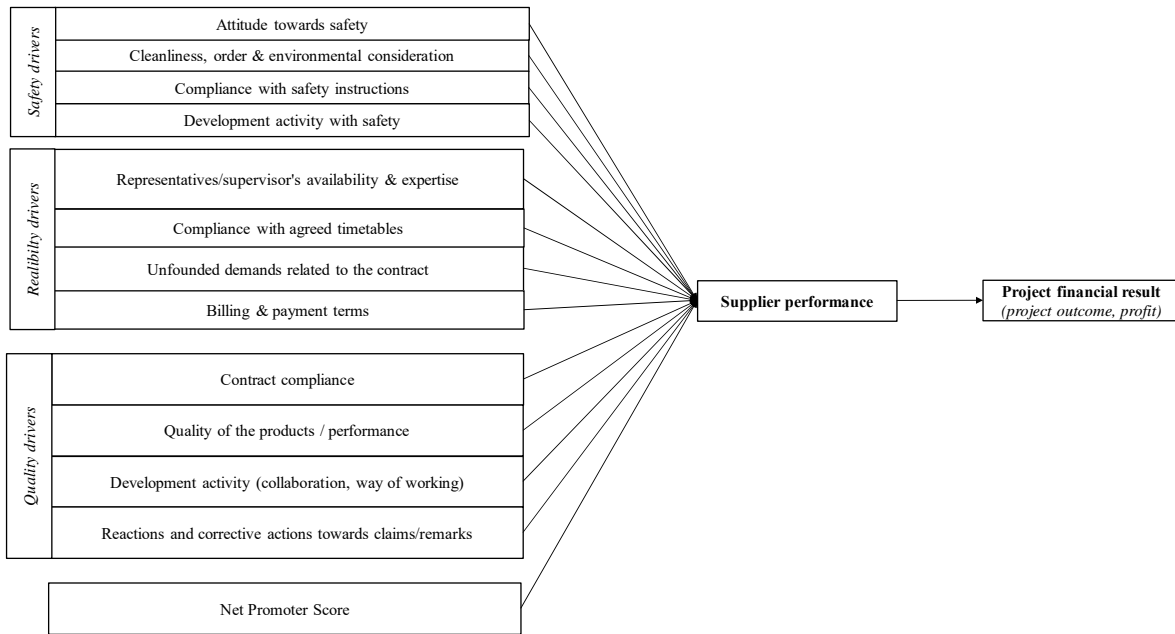 Safety drivers
Attitude towards safety
Cleanliness, order & environmental consideration
Compliance with safety instructions
Development activity with safety
Realibilty drivers
Representatives/supervisor's availability & expertise
Compliance with agreed timetables
Unfounded demands related to the contract
Billing & payment terms
Quality drivers
Contract compliance
Quality of the products / performance
Development activity (collaboration, way of working)
Reactions and corrective actions towards claims/remarks
Net Promoter Score
Supplier performance
Project financial result
(project outcome, profit)